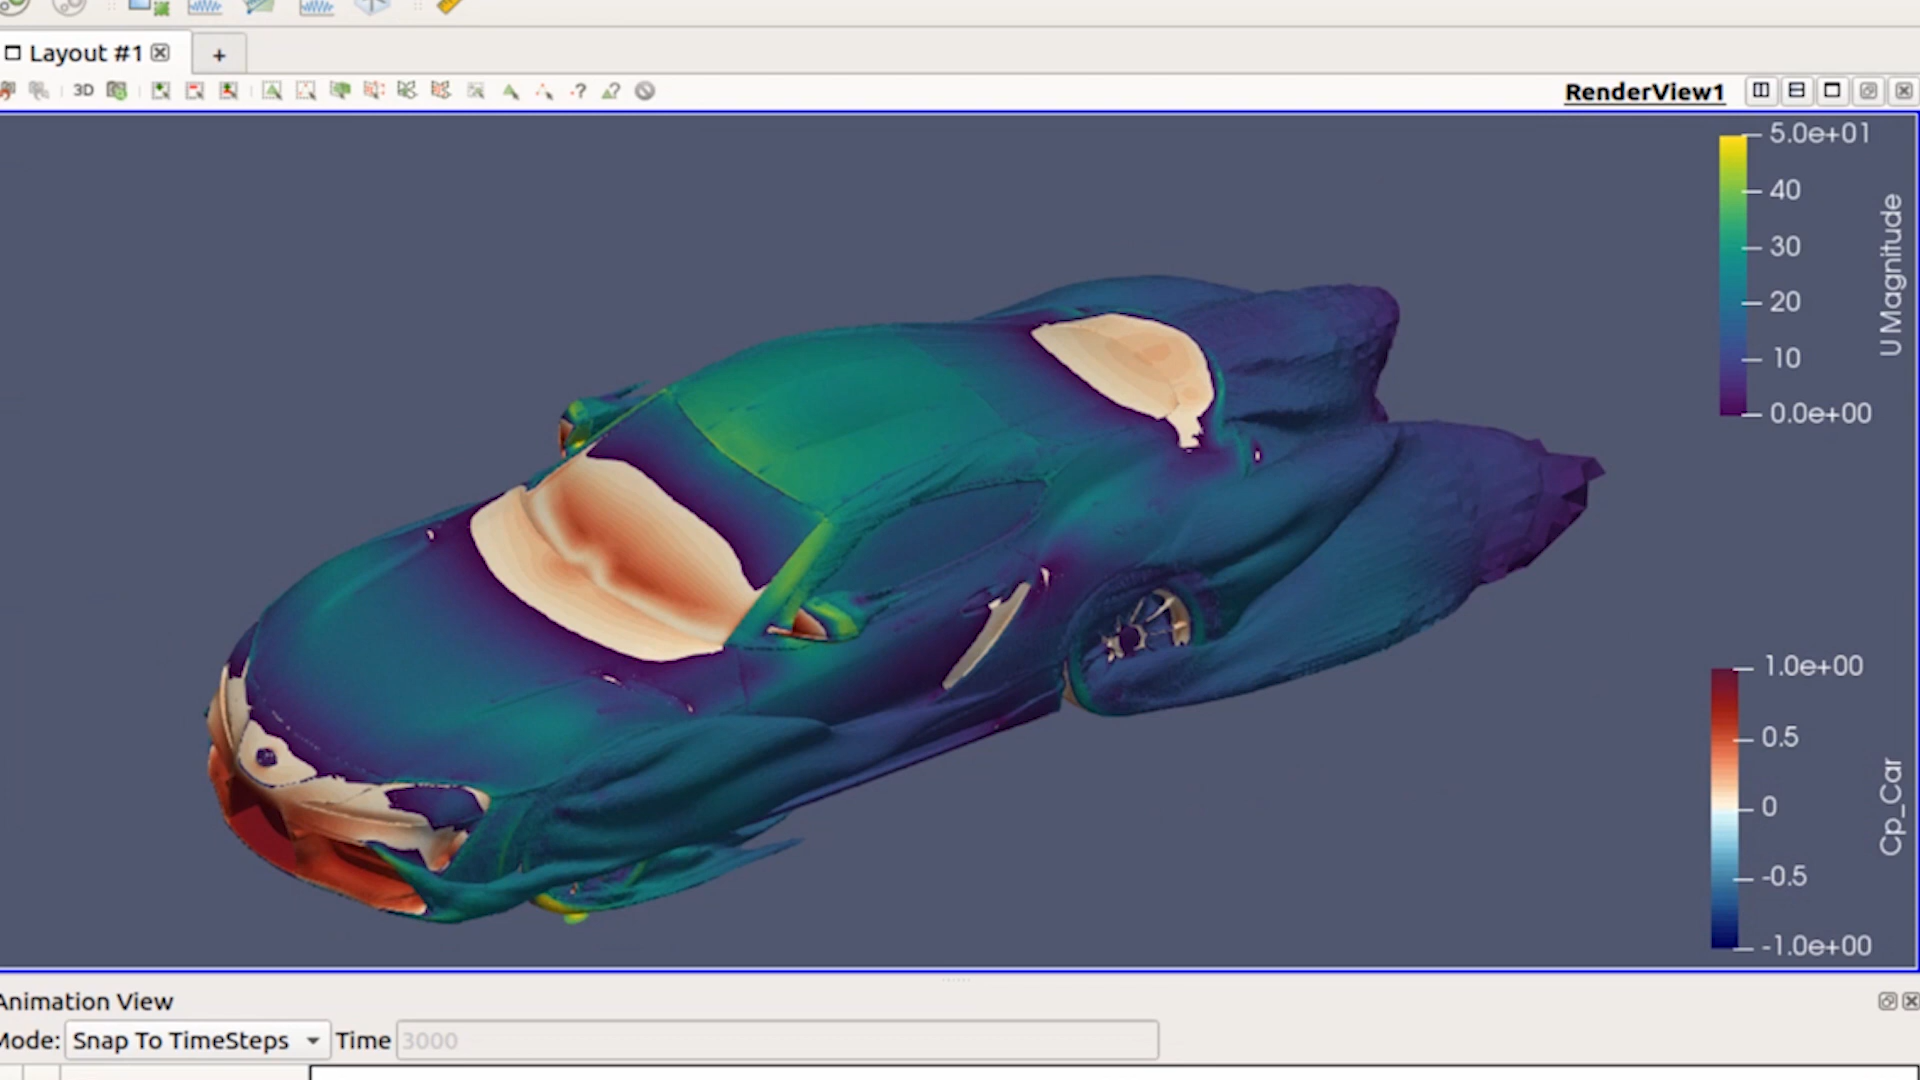 Layout #1
+
3D
RenderView1
5.0e+01
40
30
20
10
0.0e+00
U Magnitude
1.0e+00
0.5
0
-0.5
-1.0e+00
Cp_Car
Animation View
Mode: Snap To TimeSteps Time 3000